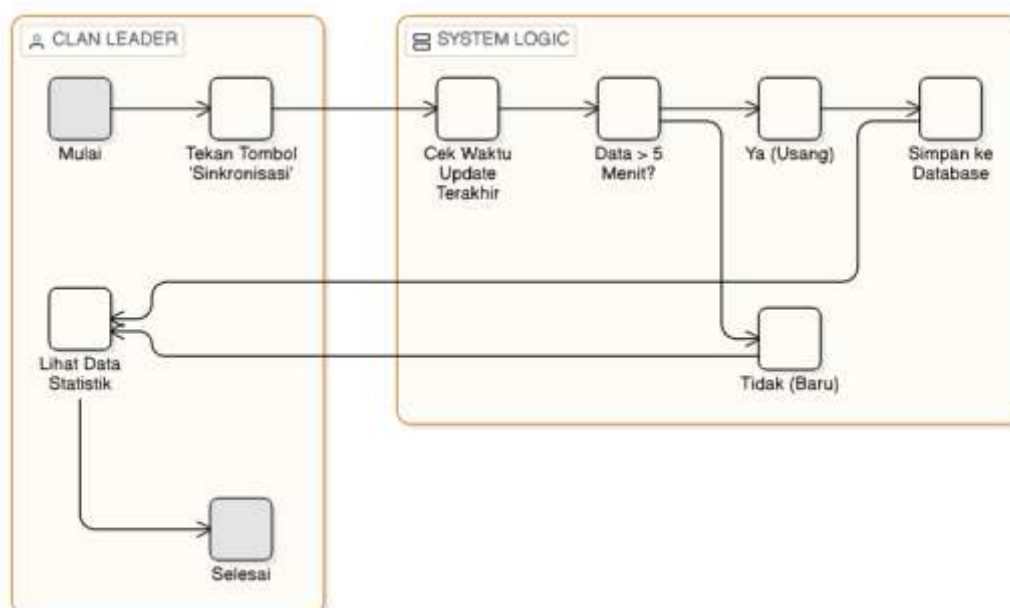 CLAN LEADER
SYSTEM LOGIC
Mulai
Tekan Tombol
'Sinkronisasi'
Cek Waktu
Update
Terakhir
Data > 5
Menit?
Ya (Usang)
Simpan ke
Database
Lihat Data
Statistik
Tidak (Baru)
Selesai